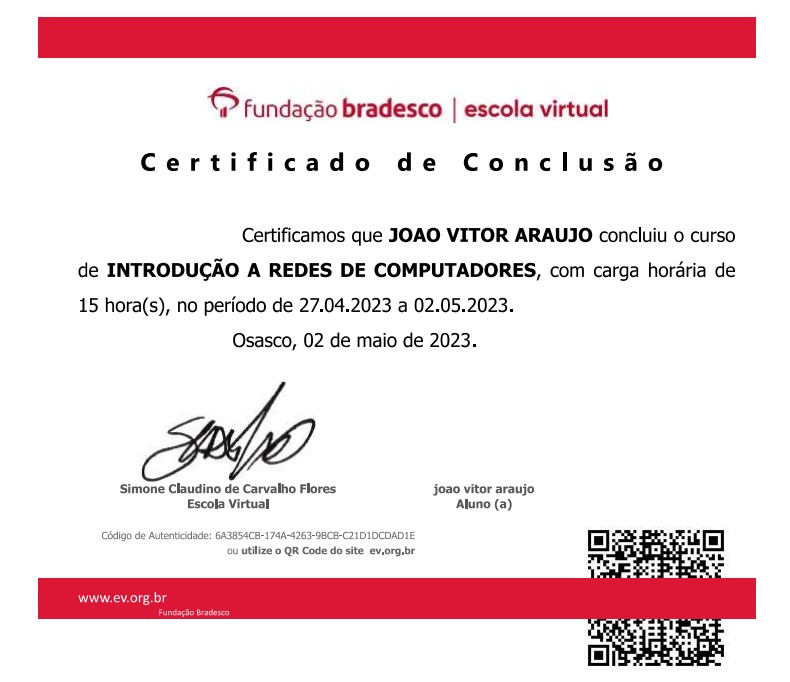 fundação bradesco | escola virtual
Certificado de Conclusão
Certificamos que JOAO VITOR ARAUJO concluiu o curso
de INTRODUÇÃO A REDES DE COMPUTADORES, com carga horária de
15 hora(s), no período de 27.04.2023 a 02.05.2023.
Osasco, 02 de maio de 2023.
Simone Claudino de Carvalho Flores
Escola Virtual
joao vitor araujo
Aluno (a)
Código de Autenticidade: 6A3854CB-174A-4263-9BCB-C21D1DCDAD1E
ou utilize o QR Code do site ev.org.br
www.ev.org.br
Fundação Bradesco